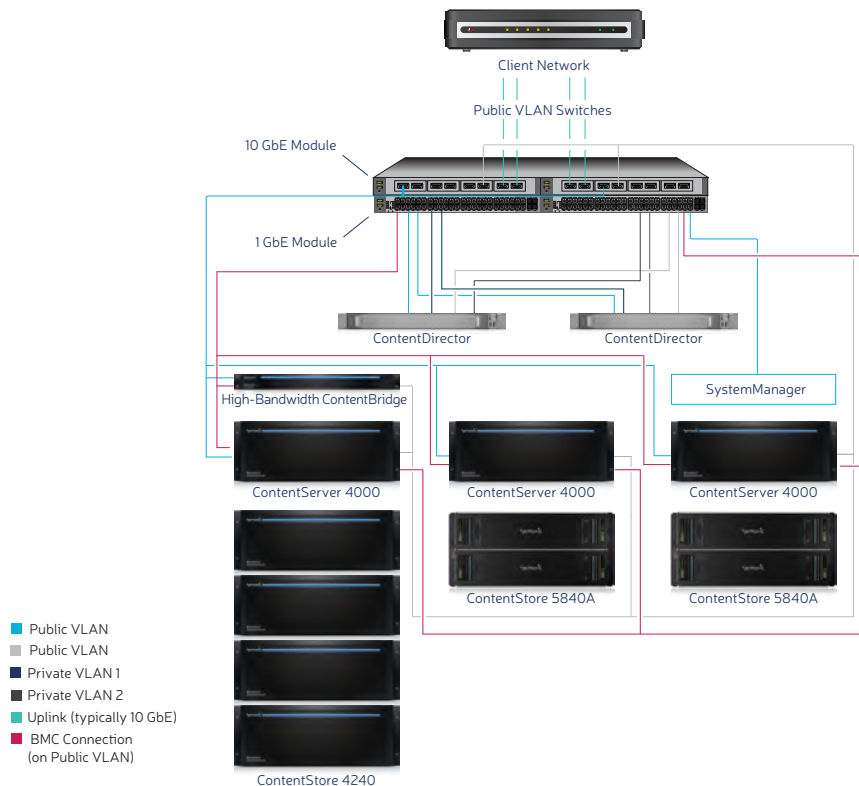 Client Network
Public VLAN Switches
10 GbE Module
1 GbE Module
ContentDirector
ContentDirector
SystemManager
High-Bandwidth ContentBridge
ContentServer 4000
ContentServer 4000
ContentServer 4000
ContentStore 5840A
ContentStore 5840A
Public VLAN
Public VLAN
Private VLAN 1
Private VLAN 2
Uplink (typically 10 GbE)
BMC Connection
(on Public VLAN)
ContentStore 4240